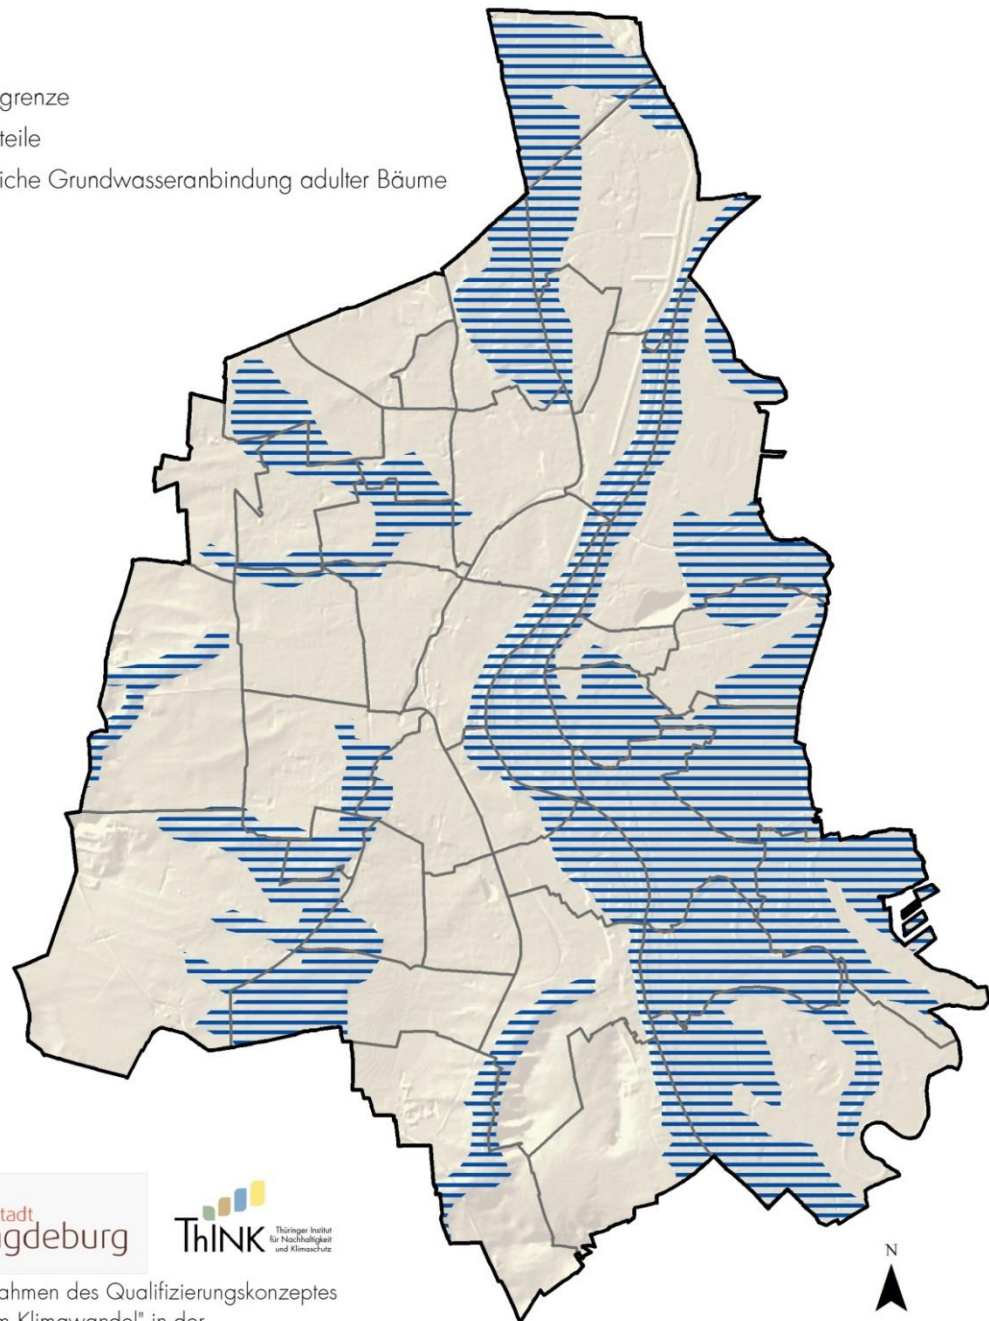 grenze
teile
iche Grundwasseranbindung adulter Bäume
tadt
gdeburg
ThINK
Thüringer Institut
für Nachhaltigkeit
und Klimaschutz
ahmen des Qualifizierungskonzeptes
Klimawandel" in der
N